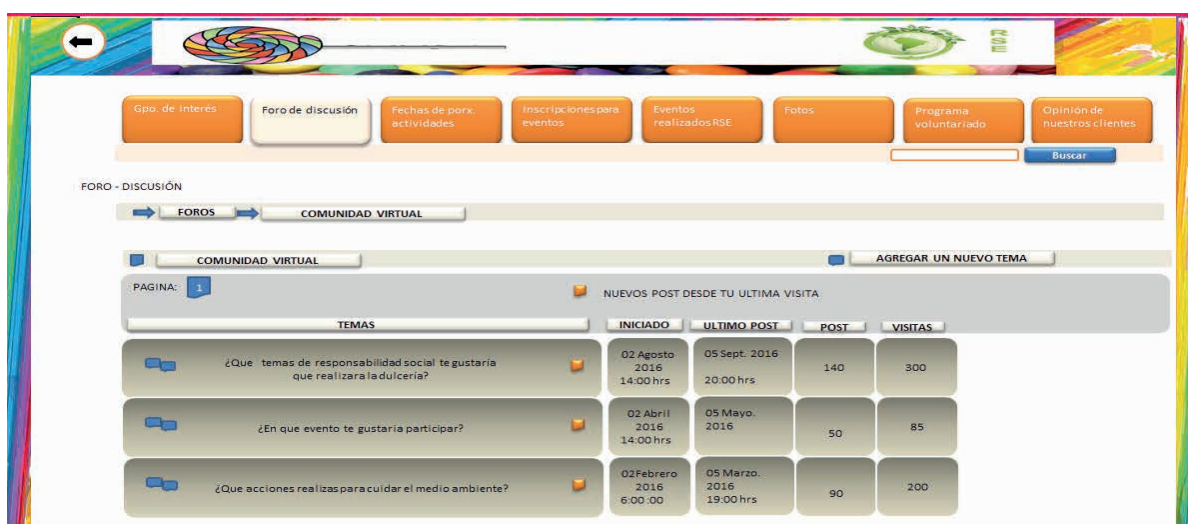 RSE
Gpo. de interés
Foro de discusión
Fechas de porx.
actividades
Inscripciones para
eventos
Eventos
realizados RSE
Fotos
Programa
voluntariado
Opinión de
nuestros clientes
Buscar
FORO - DISCUSIÓN
FOROS
COMUNIDAD VIRTUAL
COMUNIDAD VIRTUAL
AGREGAR UN NUEVO TEMA
PAGINA: 1
NUEVOS POST DESDE TU ULTIMA VISITA
TEMAS INICIADO ULTIMO POST POST VISITAS
¿Que temas de responsabilidad social te gustaría
que realizara la dulcería?
02 Agosto
2016
14:00 hrs
05 Sept. 2016
20:00 hrs
140
300
¿En que evento te gustaria participar?
02 Abril
2016
14:00 hrs
05 Mayo.
2016
50
85
¿Que acciones realizas para cuidar el medio ambiente?
02Febrero
2016
6:00 :00
05 Marzo.
2016
19:00 hrs
90
200